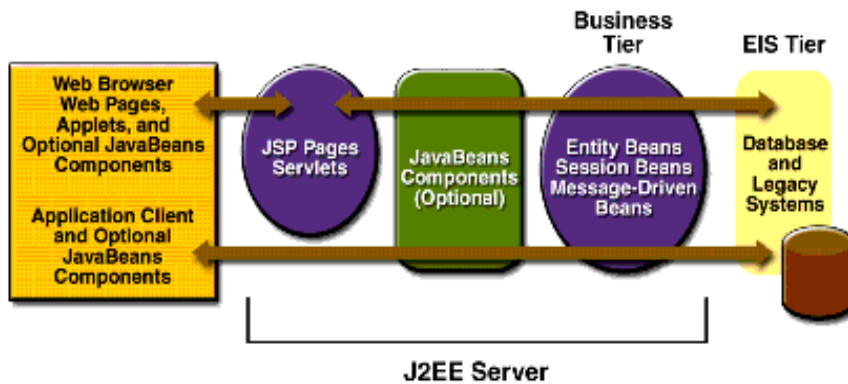 Business
Tier
EIS Tier
Web Browser
Web Pages,
Applets, and
Optional JavaBeans
Components
Application Client
and Optional
JavaBeans
Components
JSP Pages
Servlets
JavaBeans
Components
(Optional)
Entity Beans
Session Beans
Message-Driven
Beans
Database
and
Legacy
Systems
J2EE Server